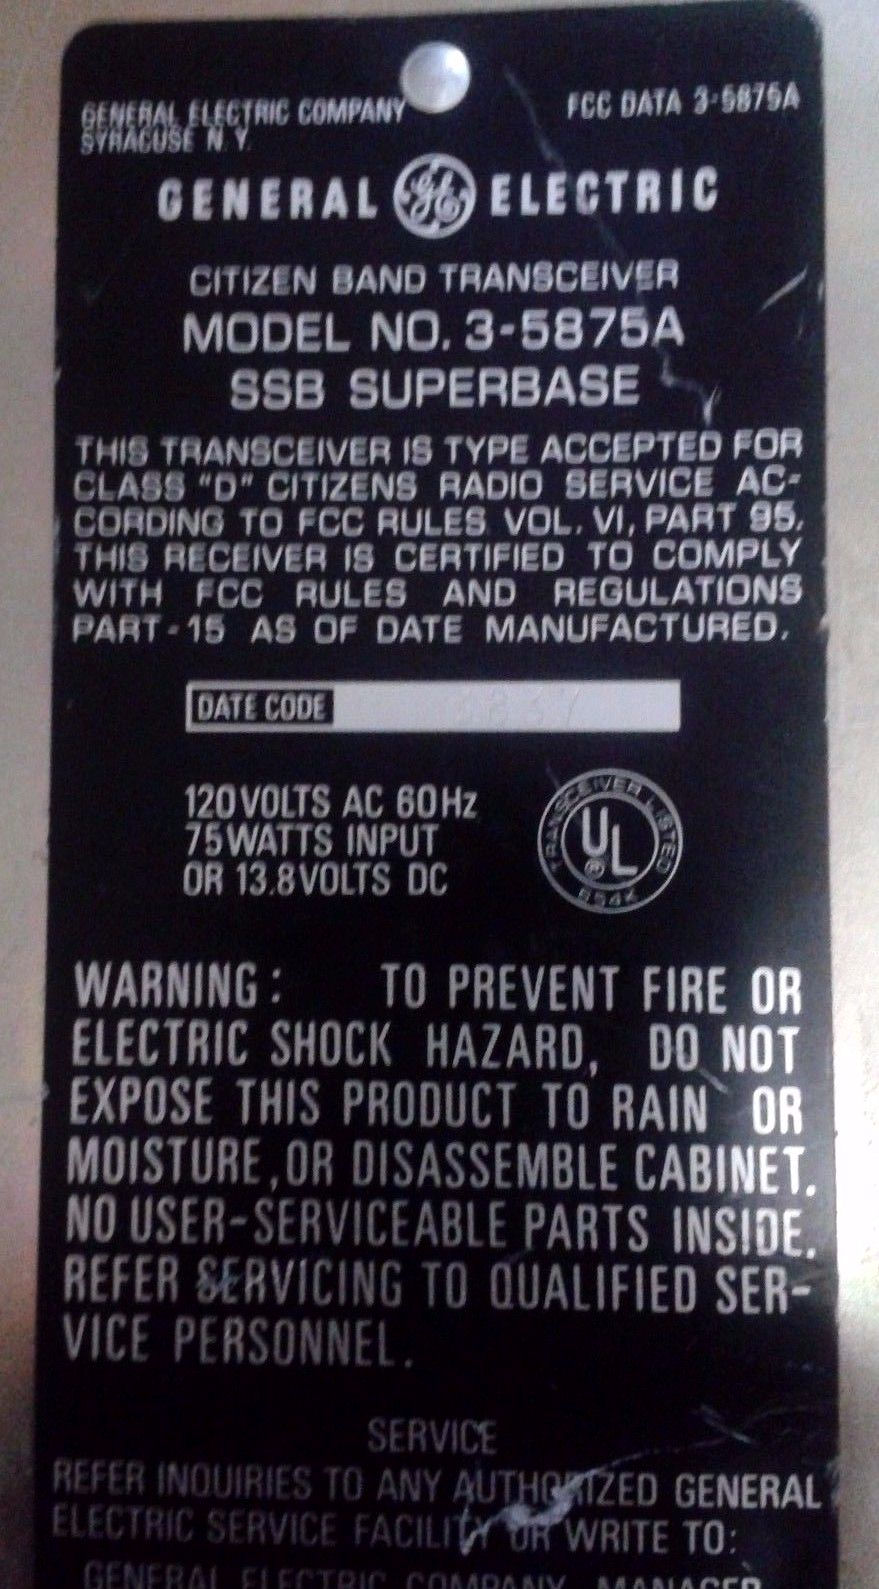 GENERAL ELECTRIC COMPANY
SYRACUSE N.Y.
FCC DATA 3-5875A
GENERAL GE ELECTRIC
CITIZEN BAND TRANSCEIVER
MODEL NO. 3-5875A
SSB SUPERBASE
THIS TRANSCEIVER IS TYPE ACCEPTED FOR
CLASS "D" CITIZENS RADIO SERVICE AC-
CORDING TO FCC RULES VOL. VI, PART 95.
THIS RECEIVER IS CERTIFIED TO COMPLY
WITH FCC RULES AND REGULATIONS
PART-15 AS OF DATE MANUFACTURED.
DATE CODE
120VOLTS AC 60Hz
75WATTS INPUT
OR 13.8VOLTS DC
TRANSCEIVER LISTED
UL®
854K
WARNING: TO PREVENT FIRE OR
ELECTRIC SHOCK HAZARD, DO NOT
EXPOSE THIS PRODUCT TO RAIN OR
MOISTURE, OR DISASSEMBLE CABINET.
NO USER-SERVICEABLE PARTS INSIDE.
REFER SERVICING TO QUALIFIED SER-
VICE PERSONNEL.
SERVICE
REFER INQUIRIES TO ANY AUTHORIZED GENERAL
ELECTRIC SERVICE FACILITY OR WRITE TO:
GENERAL ELECTRIC COMPANY, MANAGER